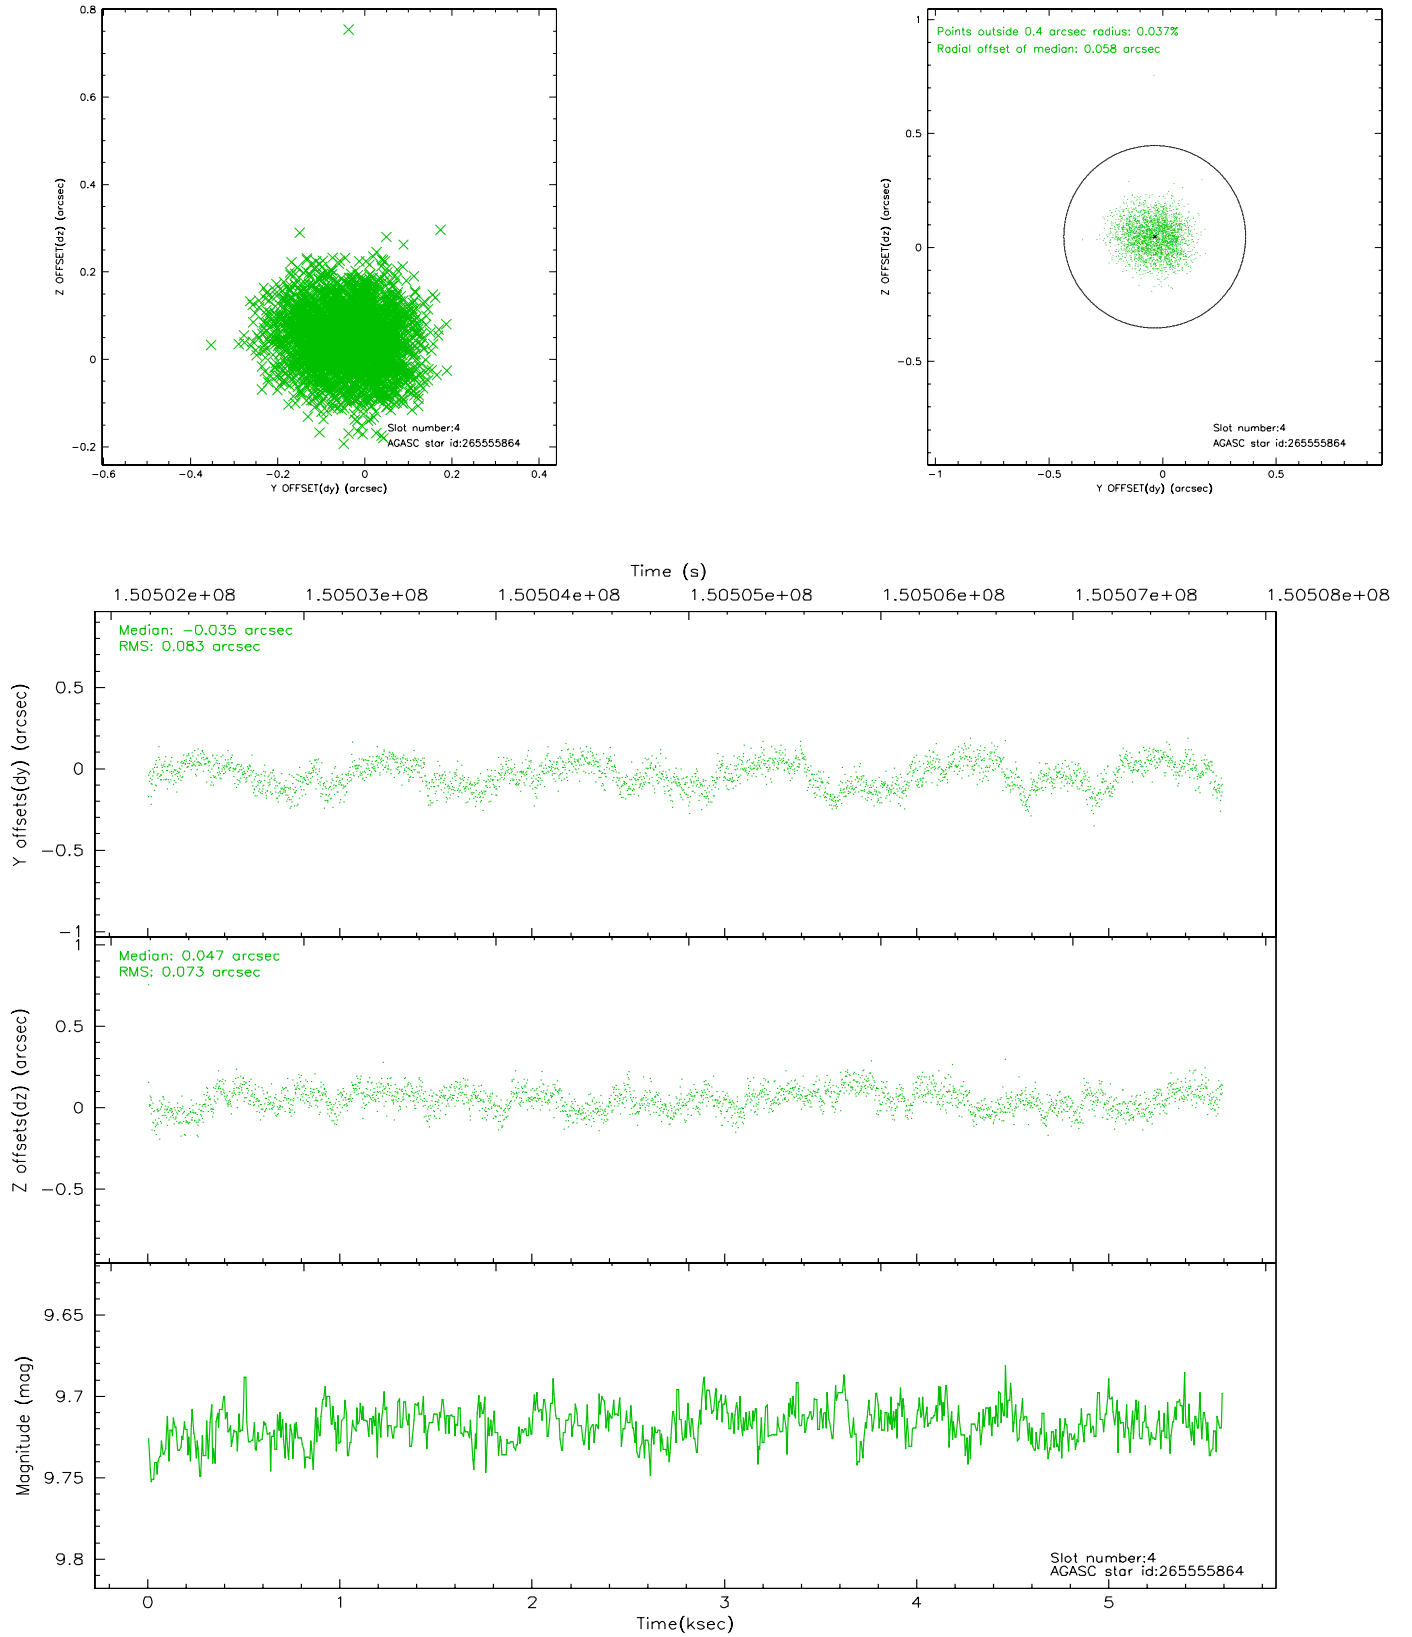 0.8
0.6
0.4
0.2
0
−0.2
Z OFFSET(dz) (arcsec)
−0.6 −0.4 −0.2 0 0.2 0.4
Y OFFSET(dy) (arcsec)
Slot number:4
AGASC star id:265555864
Points outside 0.4 arcsec radius: 0.037%
Radial offset of median: 0.058 arcsec
1
0.5
0
−0.5
Z OFFSET(dz) (arcsec)
−1 −0.5 0 0.5
Y OFFSET(dy) (arcsec)
Slot number:4
AGASC star id:265555864
Time (s)
1.50502e+08 1.50503e+08 1.50504e+08 1.50505e+08 1.50506e+08 1.50507e+08 1.50508e+08
Median: −0.035 arcsec
RMS: 0.083 arcsec
0.5
0
−0.5
−1
Y offsets(dy) (arcsec)
Median: 0.047 arcsec
RMS: 0.073 arcsec
1
0.5
0
−0.5
Z offsets(dz) (arcsec)
9.65
9.7
9.75
9.8
Magnitude (mag)
Slot number:4
AGASC star id:265555864
0 1 2 3 4 5
Time(ksec)